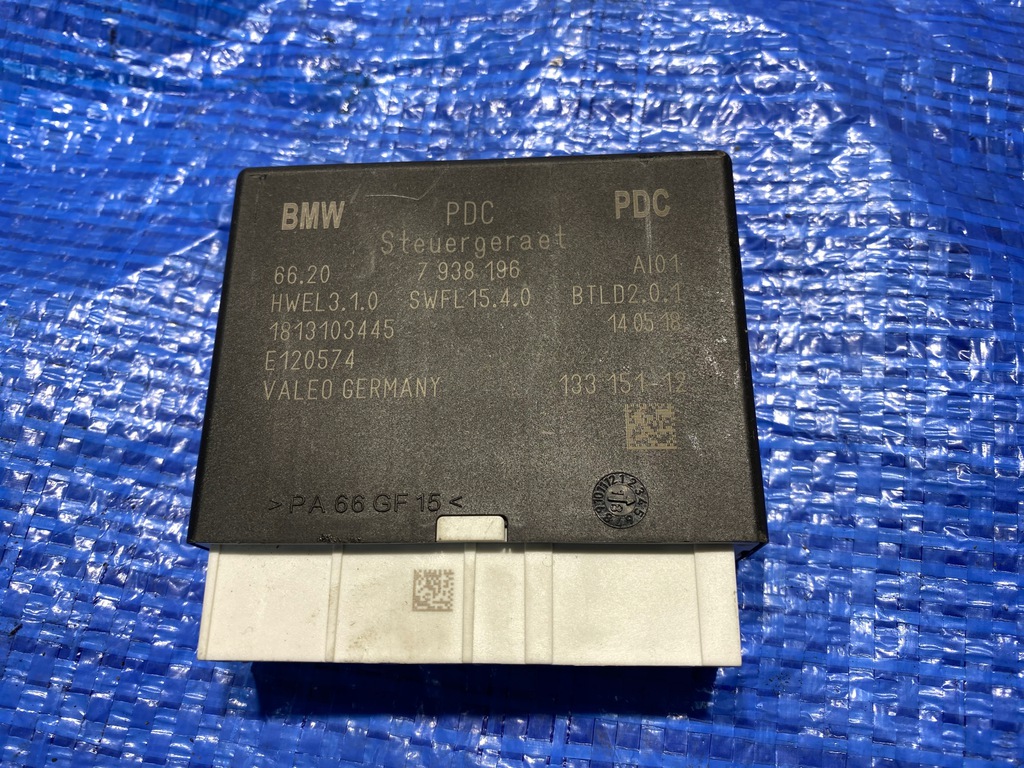 BMW PDC PDC
Steuergeraet
66.20 7 938 196 AI01
HWEL3.1.0 SWFL15.4.0 BTLD2.0.1
1813103445 14.05.18
E120574
VALEO GERMANY 133 151-12
>PA 66 GF 15<